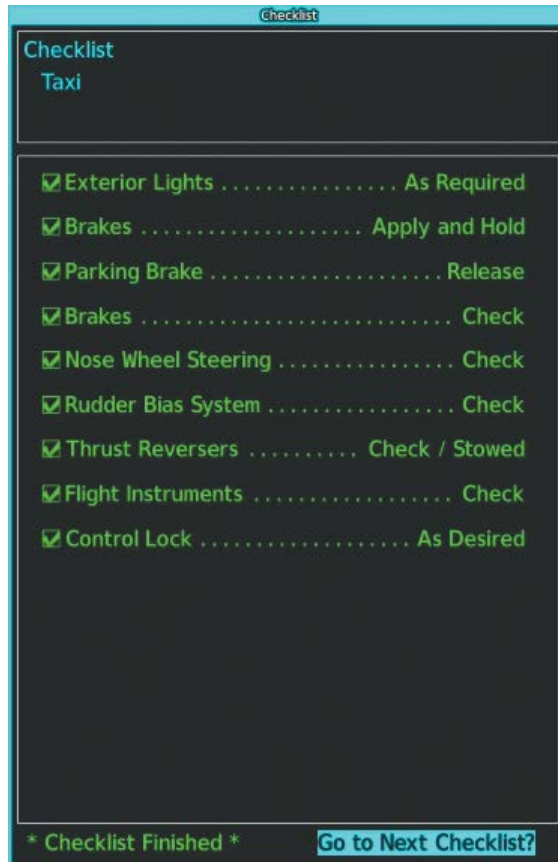 Checklist
Checklist
Taxi
Exterior Lights ................ As Required
Brakes .................... Apply and Hold
Parking Brake ..................... Release
Brakes ............................ Check
Nose Wheel Steering ................ Check
Rudder Bias System ................. Check
Thrust Reversers .......... Check / Stowed
Flight Instruments .................. Check
Control Lock ................... As Desired
* Checklist Finished * Go to Next Checklist?